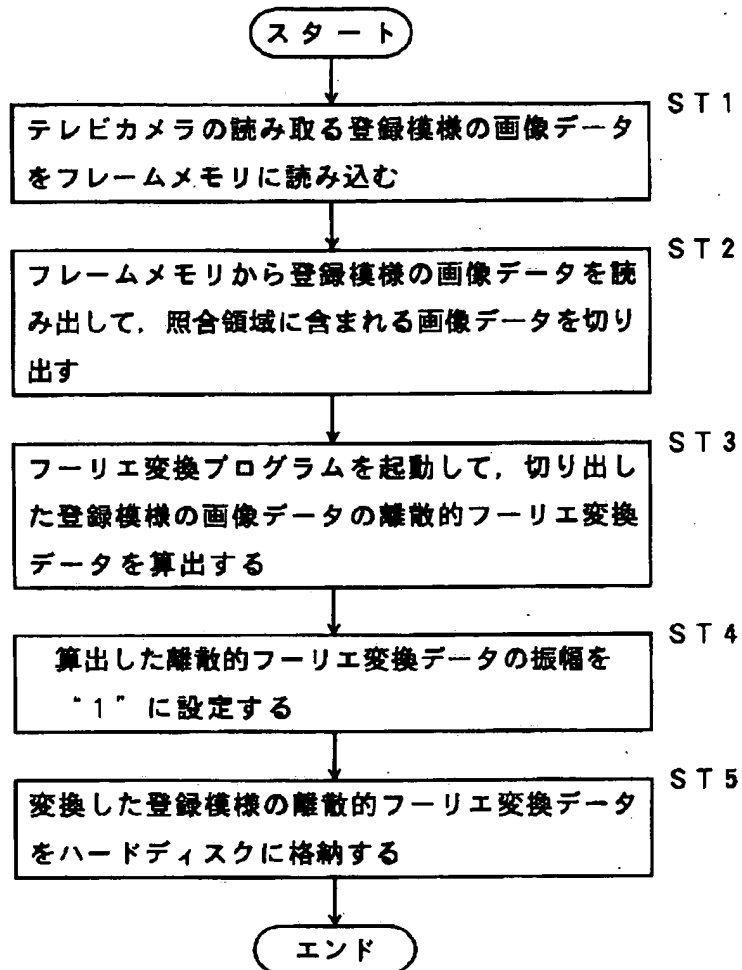 スタート
ST1
テレビカメラの読み取る登録模様の画像データ
をフレームメモリに読み込む
ST2
フレームメモリから登録模様の画像データを読
み出して,照合領域に含まれる画像データを切り
出す
ST3
フーリエ変換プログラムを起動して,切り出し
た登録模様の画像データの離散的フーリエ変換
データを算出する
ST4
算出した離散的フーリエ変換データの振幅を
“1”に設定する
ST5
変換した登録模様の離散的フーリエ変換データ
をハードディスクに格納する
エンド